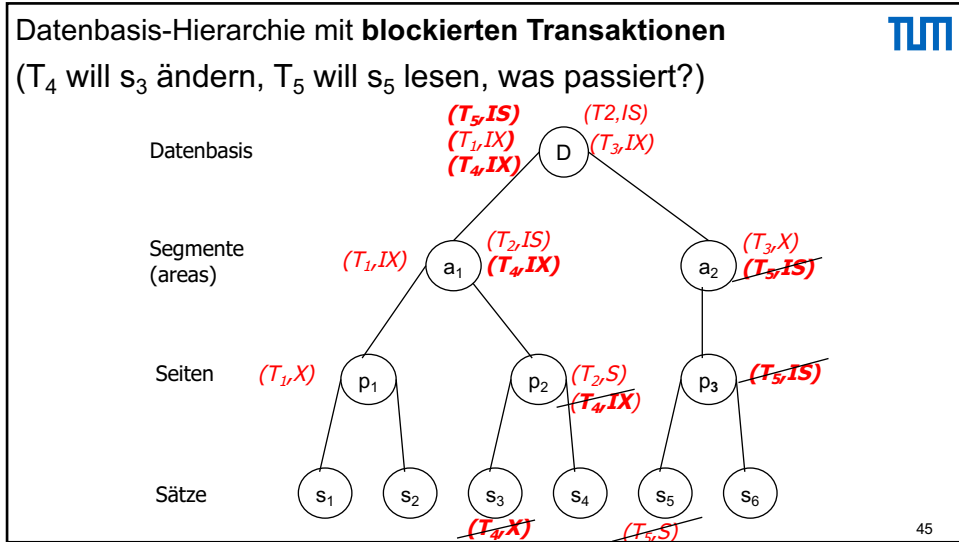 Datenbasis-Hierarchie mit blockierten Transaktionen
TUM
(T₄ will s₃ ändern, T₅ will s₅ lesen, was passiert?)
(T₅,IS) (T2,IS)
Datenbasis (T₁,IX) D (T₃,IX)
(T₄,IX)
Segmente (T₂,IS) (T₃,X)
(areas) (T₁,IX) a₁ (T₄,IX) a₂ (T₅,IS)
Seiten (T₁,X) p₁ p₂ (T₂,S) p₃ (T₅,IS)
(T₄,IX)
Sätze s₁ s₂ s₃ s₄ s₅ s₆
(T₄,X) (T₅,S)
45